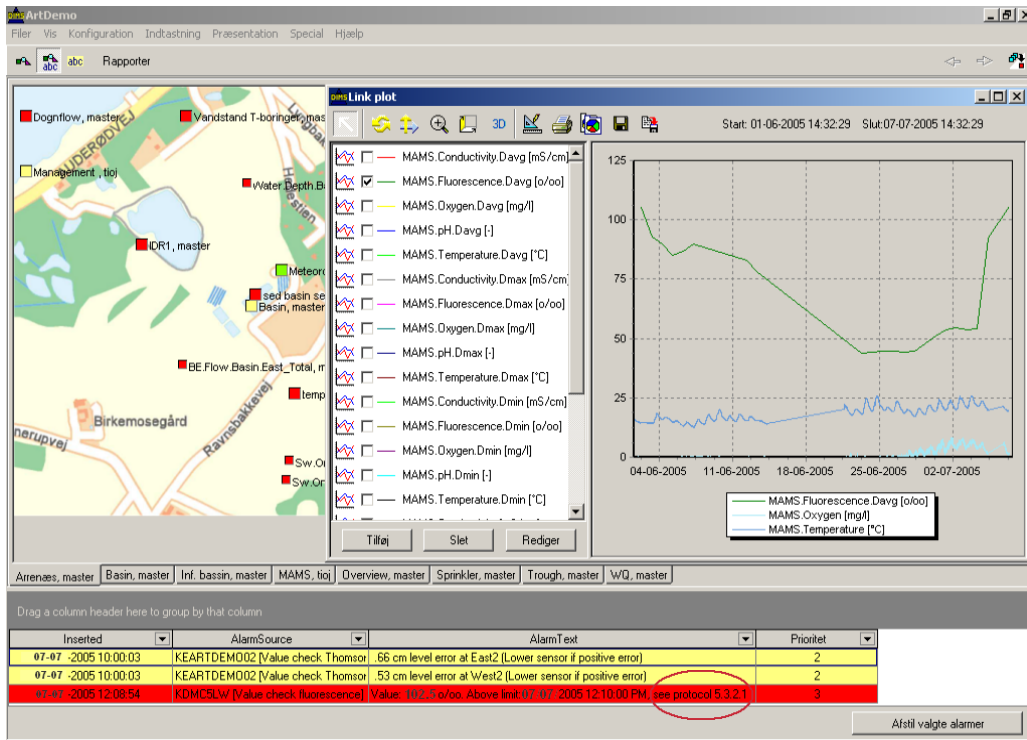 DIMS ArtDemo
Filer Vis Konfiguration Indtastning Præsentation Special Hjælp
abc abc Rapporter
Dognflow, master
Vandstand T-boringer, mas
AUDERØDVEJ
Management , tioj
Water.Depth.B
IDR1, master
Meteoro
sed basin se
Basin, master
BE.Flow.Basin.East_Total, m
temp
Birkemosegård
Ravnsbakkevej
nerupvej
Sw.Or
Sw.Or
DIMS Link plot
3D Start: 01-06-2005 14:32:29 Slut:07-07-2005 14:32:29
MAMS.Conductivity.Davg [mS/cm]
MAMS.Fluorescence.Davg [o/oo]
MAMS.Oxygen.Davg [mg/l]
MAMS.pH.Davg [-]
MAMS.Temperature.Davg [°C]
MAMS.Conductivity.Dmax [mS/cm
MAMS.Fluorescence.Dmax [o/oo]
MAMS.Oxygen.Dmax [mg/l]
MAMS.pH.Dmax [-]
MAMS.Temperature.Dmax [°C]
MAMS.Conductivity.Dmin [mS/cm]
MAMS.Fluorescence.Dmin [o/oo]
MAMS.Oxygen.Dmin [mg/l]
MAMS.pH.Dmin [-]
MAMS.Temperature.Dmin [°C]
Tilføj Slet Rediger
125
100
75
50
25
0
04-06-2005 11-06-2005 18-06-2005 25-06-2005 02-07-2005
MAMS.Fluorescence.Davg [o/oo]
MAMS.Oxygen [mg/l]
MAMS.Temperature [°C]
Arrenæs, master Basin, master Inf. bassin, master MAMS, tioj Overview, master Sprinkler, master Trough, master WQ, master
Drag a column header here to group by that column
Inserted AlarmSource AlarmText Prioritet
07-07 -2005 10:00:03 KEARTDEMO02 [Value check Thomsor .66 cm level error at East2 (Lower sensor if positive error) 2
07-07 -2005 10:00:03 KEARTDEMO02 [Value check Thomsor .53 cm level error at West2 (Lower sensor if positive error) 2
07-07 -2005 12:08:54 KDMC5LW [Value check fluorescence] Value: 102.5 o/oo. Above limit 07-07- 2005 12:10:00 PM, see protocol 5.3.2.1 3
Afstil valgte alarmer